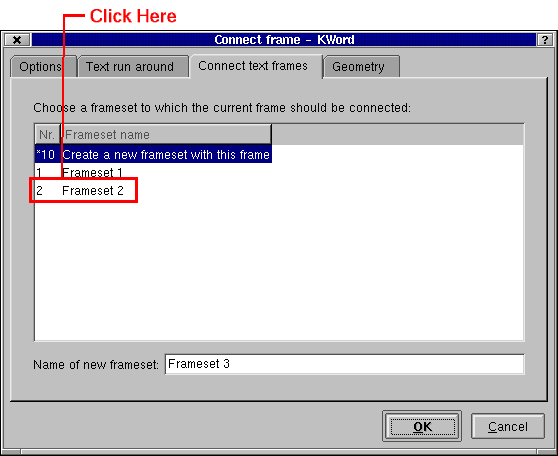 Click Here
Connect frame - KWord
?
Options
Text run around
Connect text frames
Geometry
Choose a frameset to which the current frame should be connected:
Nr. Frameset name
*10 Create a new frameset with this frame
1 Frameset 1
2 Frameset 2
Name of new frameset: Frameset 3
OK
Cancel